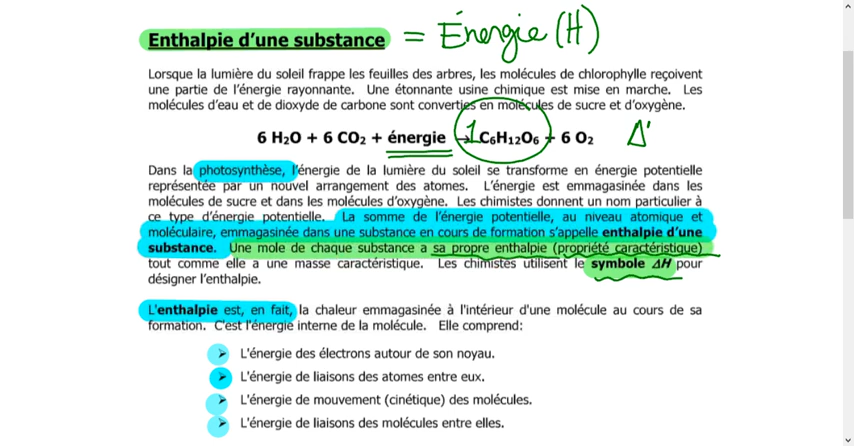 Enthalpie d'une substance = Énergie (H)
Lorsque la lumière du soleil frappe les feuilles des arbres, les molécules de chlorophylle reçoivent
une partie de l'énergie rayonnante. Une étonnante usine chimique est mise en marche. Les
molécules d'eau et de dioxyde de carbone sont converties en molécules de sucre et d'oxygène.
6 H₂O + 6 CO₂ + énergie → 1 C₆H₁₂O₆ + 6 O₂ Δ'
Dans la photosynthèse, l'énergie de la lumière du soleil se transforme en énergie potentielle
représentée par un nouvel arrangement des atomes. L'énergie est emmagasinée dans les
molécules de sucre et dans les molécules d'oxygène. Les chimistes donnent un nom particulier à
ce type d'énergie potentielle. La somme de l'énergie potentielle, au niveau atomique et
moléculaire, emmagasinée dans une substance en cours de formation s'appelle enthalpie d'une
substance. Une mole de chaque substance a sa propre enthalpie (propriété caractéristique)
tout comme elle a une masse caractéristique. Les chimistes utilisent le symbole ΔH pour
désigner l'enthalpie.
L'enthalpie est, en fait, la chaleur emmagasinée à l'intérieur d'une molécule au cours de sa
formation. C'est l'énergie interne de la molécule. Elle comprend:
➢ L'énergie des électrons autour de son noyau.
➢ L'énergie de liaisons des atomes entre eux.
➢ L'énergie de mouvement (cinétique) des molécules.
➢ L'énergie de liaisons des molécules entre elles.